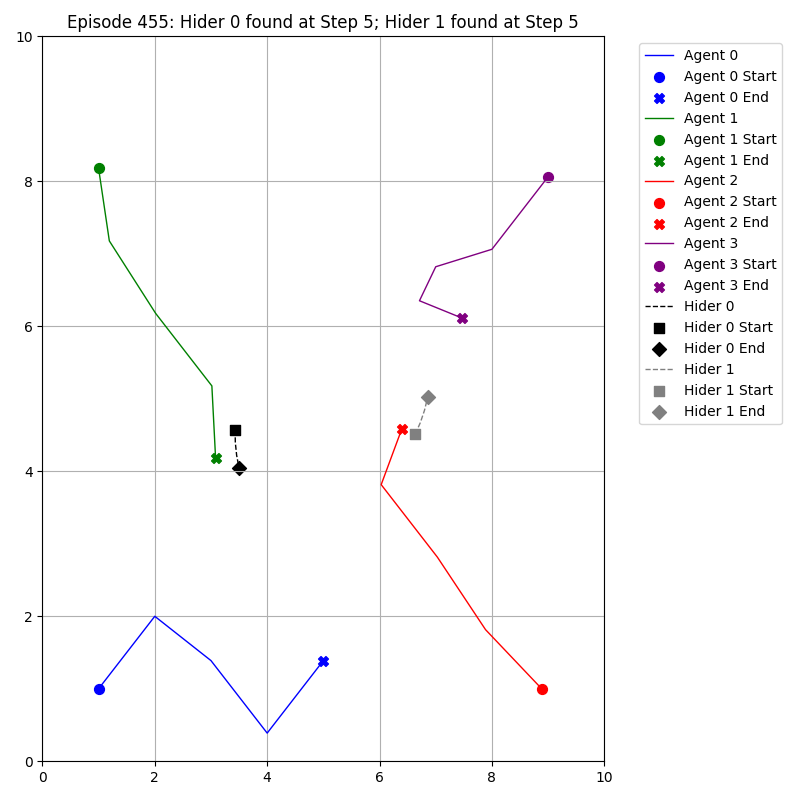 Episode 455: Hider 0 found at Step 5; Hider 1 found at Step 5
10
8
6
4
2
0
0 2 4 6 8 10
Agent 0
Agent 0 Start
Agent 0 End
Agent 1
Agent 1 Start
Agent 1 End
Agent 2
Agent 2 Start
Agent 2 End
Agent 3
Agent 3 Start
Agent 3 End
Hider 0
Hider 0 Start
Hider 0 End
Hider 1
Hider 1 Start
Hider 1 End